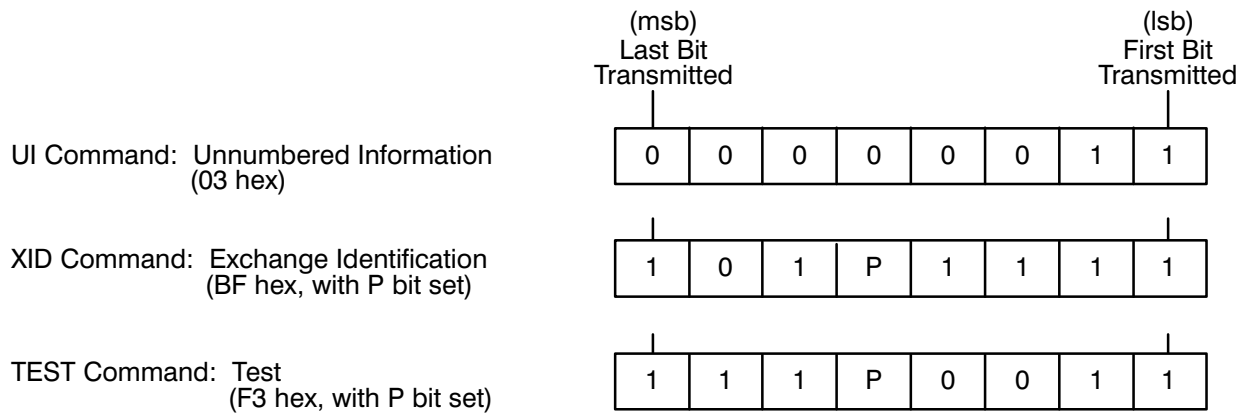 (msb)
Last Bit
Transmitted
(lsb)
First Bit
Transmitted
UI Command: Unnumbered Information
(03 hex)
0 0 0 0 0 0 1 1
XID Command: Exchange Identification
(BF hex, with P bit set)
1 0 1 P 1 1 1 1
TEST Command: Test
(F3 hex, with P bit set)
1 1 1 P 0 0 1 1